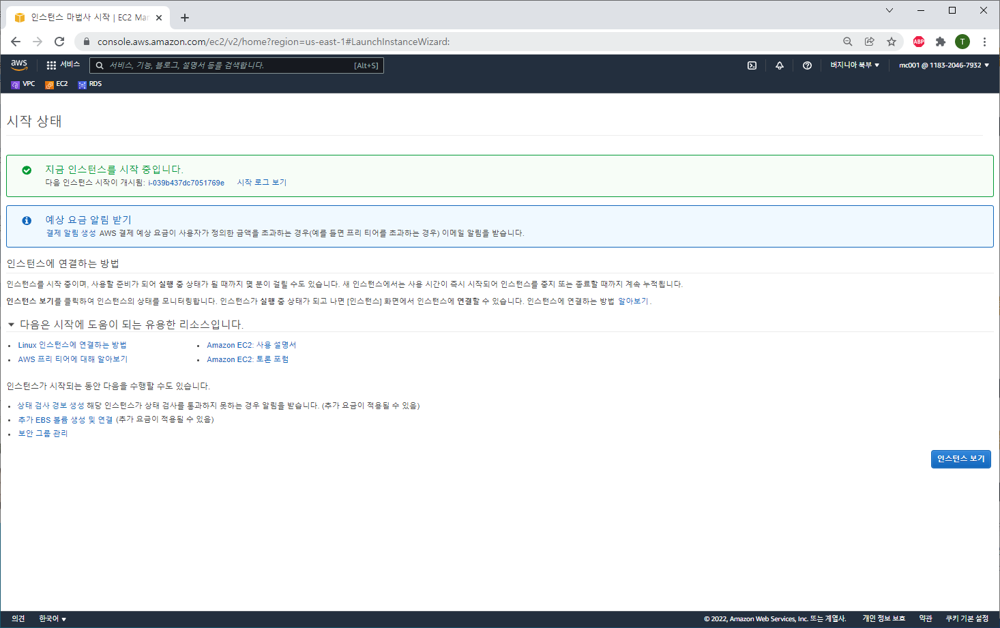 인스턴스 마법사 시작 | EC2 Mar
console.aws.amazon.com/ec2/v2/home?region=us-east-1#LaunchInstanceWizard:
ABP
T
aws
서비스
서비스, 기능, 블로그, 설명서 등을 검색합니다.
[Alt+S]
버지니아 북부
mc001 @ 1183-2046-7932
VPC
EC2
RDS
시작 상태
지금 인스턴스를 시작 중입니다.
다음 인스턴스 시작이 개시됨: i-039b437dc7051769e 시작 로그 보기
예상 요금 알림 받기
결제 알림 생성 AWS 결제 예상 요금이 사용자가 정의한 금액을 초과하는 경우(예를 들면 프리 티어를 초과하는 경우) 이메일 알림을 받습니다.
인스턴스에 연결하는 방법
인스턴스를 시작 중이며, 사용할 준비가 되어 실행 중 상태가 될 때까지 몇 분이 걸릴 수도 있습니다. 새 인스턴스에서는 사용 시간이 즉시 시작되어 인스턴스를 중지 또는 종료할 때까지 계속 누적됩니다.
인스턴스 보기를 클릭하여 인스턴스의 상태를 모니터링합니다. 인스턴스가 실행 중 상태가 되고 나면 [인스턴스] 화면에서 인스턴스에 연결할 수 있습니다. 인스턴스에 연결하는 방법 알아보기.
다음은 시작에 도움이 되는 유용한 리소스입니다.
• Linux 인스턴스에 연결하는 방법
• Amazon EC2: 사용 설명서
• AWS 프리 티어에 대해 알아보기
• Amazon EC2: 토론 포럼
인스턴스가 시작되는 동안 다음을 수행할 수도 있습니다.
• 상태 검사 경보 생성 해당 인스턴스가 상태 검사를 통과하지 못하는 경우 알림을 받습니다. (추가 요금이 적용될 수 있음)
• 추가 EBS 볼륨 생성 및 연결 (추가 요금이 적용될 수 있음)
• 보안 그룹 관리
인스턴스 보기
의견
한국어
© 2022, Amazon Web Services, Inc. 또는 계열사.
개인 정보 보호
약관
쿠키 기본 설정